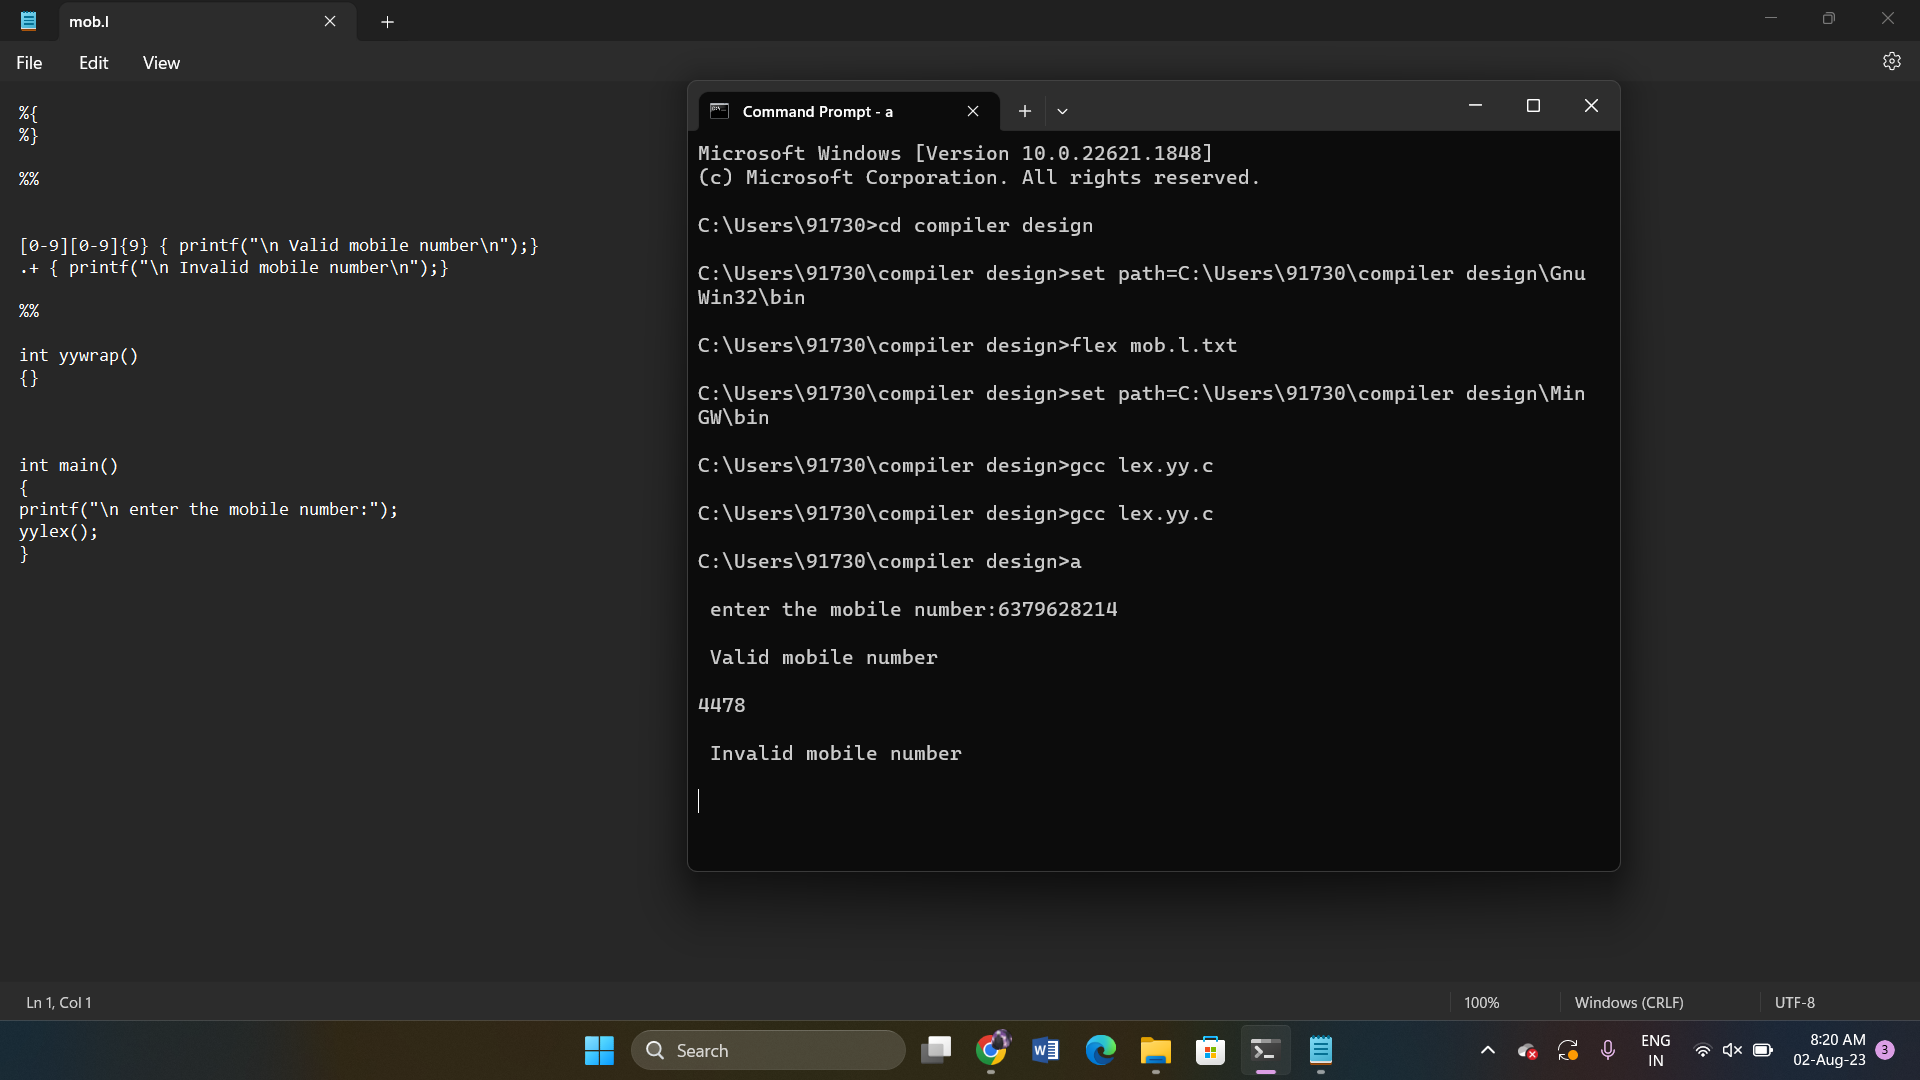 mob.l
File Edit View
%{
%}
%%
[0-9][0-9]{9} { printf("\n Valid mobile number\n");}
.+ { printf("\n Invalid mobile number\n");}
%%
int yywrap()
{}
int main()
{
printf("\n enter the mobile number:");
yylex();
}
Command Prompt - a
Microsoft Windows [Version 10.0.22621.1848]
(c) Microsoft Corporation. All rights reserved.
C:\Users\91730>cd compiler design
C:\Users\91730\compiler design>set path=C:\Users\91730\compiler design\Gnu
Win32\bin
C:\Users\91730\compiler design>flex mob.l.txt
C:\Users\91730\compiler design>set path=C:\Users\91730\compiler design\Min
GW\bin
C:\Users\91730\compiler design>gcc lex.yy.c
C:\Users\91730\compiler design>gcc lex.yy.c
C:\Users\91730\compiler design>a
enter the mobile number:6379628214
Valid mobile number
4478
Invalid mobile number
Ln 1, Col 1 100% Windows (CRLF) UTF-8
Search
ENG
IN
8:20 AM
02-Aug-23
3